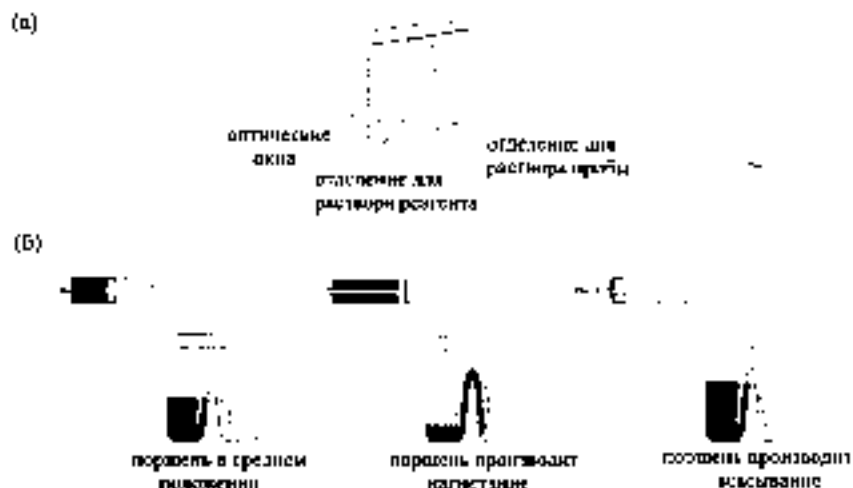 (а)
оптические
окна
отделение для
раствора пробы
отделение для
раствора реагента
(б)
поршень в среднем
положении
поршень производит
нагнетание
поршень производит
всасывание